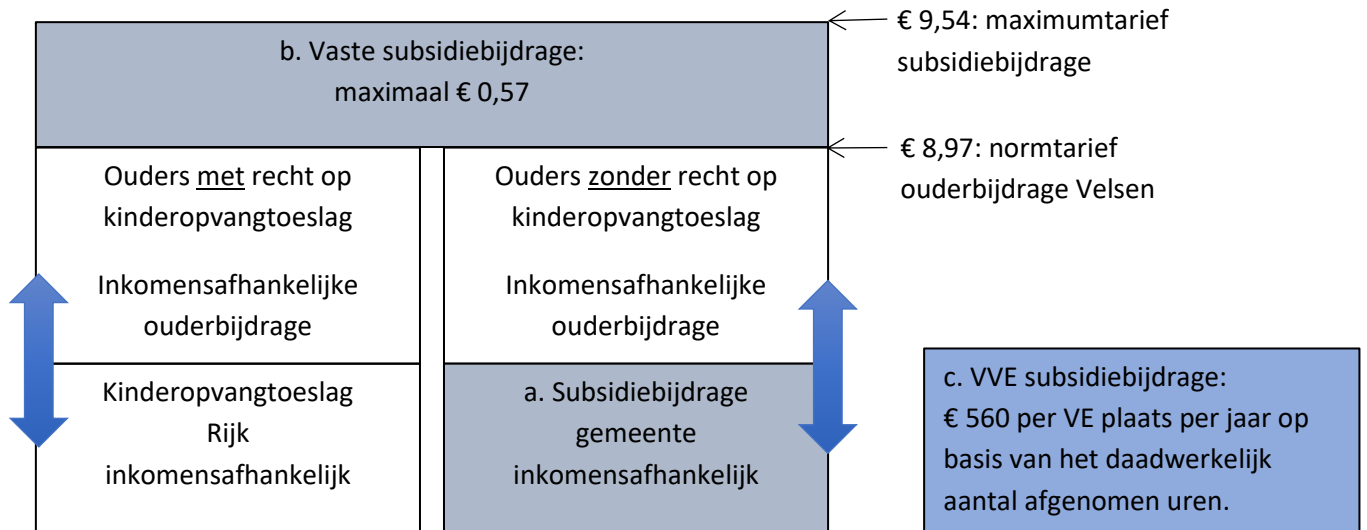 b. Vaste subsidiebijdrage:
maximaal € 0,57
€ 9,54: maximumtarief
subsidiebijdrage
€ 8,97: normtarief
ouderbijdrage Velsen
Ouders met recht op
kinderopvangtoeslag
Inkomensafhankelijke
ouderbijdrage
Kinderopvangtoeslag
Rijk
inkomensafhankelijk
Ouders zonder recht op
kinderopvangtoeslag
Inkomensafhankelijke
ouderbijdrage
a. Subsidiebijdrage
gemeente
inkomensafhankelijk
c. VVE subsidiebijdrage:
€ 560 per VE plaats per jaar op
basis van het daadwerkelijk
aantal afgenomen uren.